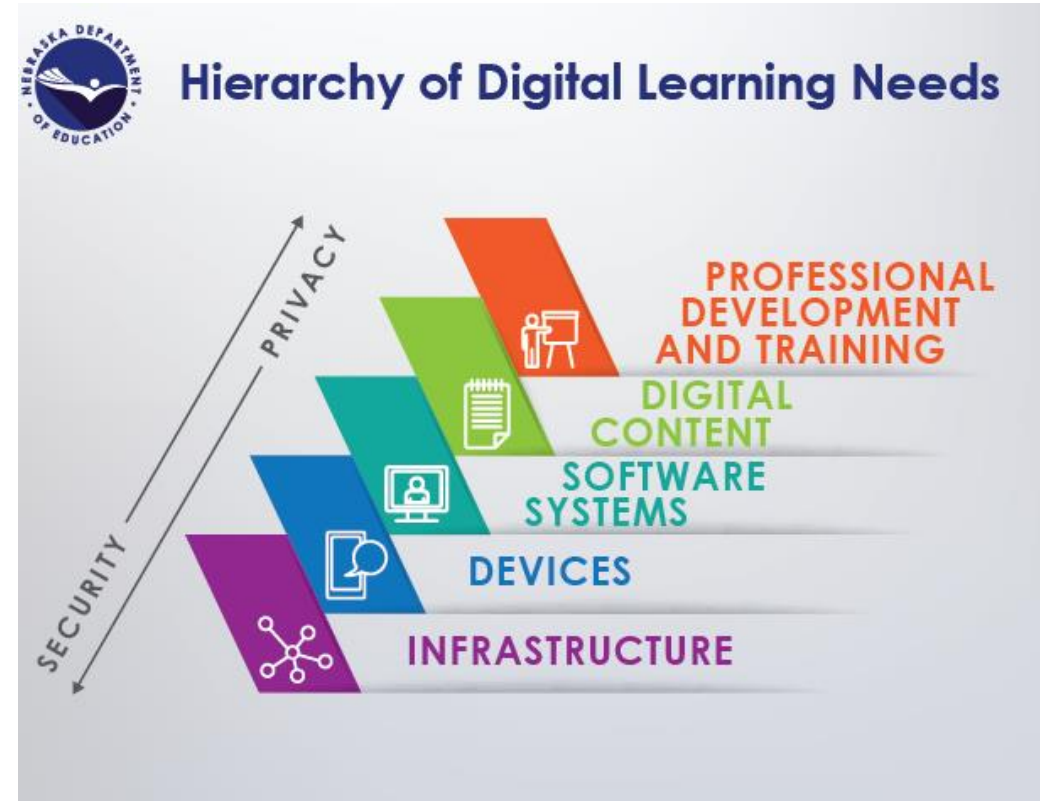 NEBRASKA DEPARTMENT
OF EDUCATION
Hierarchy of Digital Learning Needs
SECURITY
PRIVACY
PROFESSIONAL
DEVELOPMENT
AND TRAINING
DIGITAL
CONTENT
SOFTWARE
SYSTEMS
DEVICES
INFRASTRUCTURE